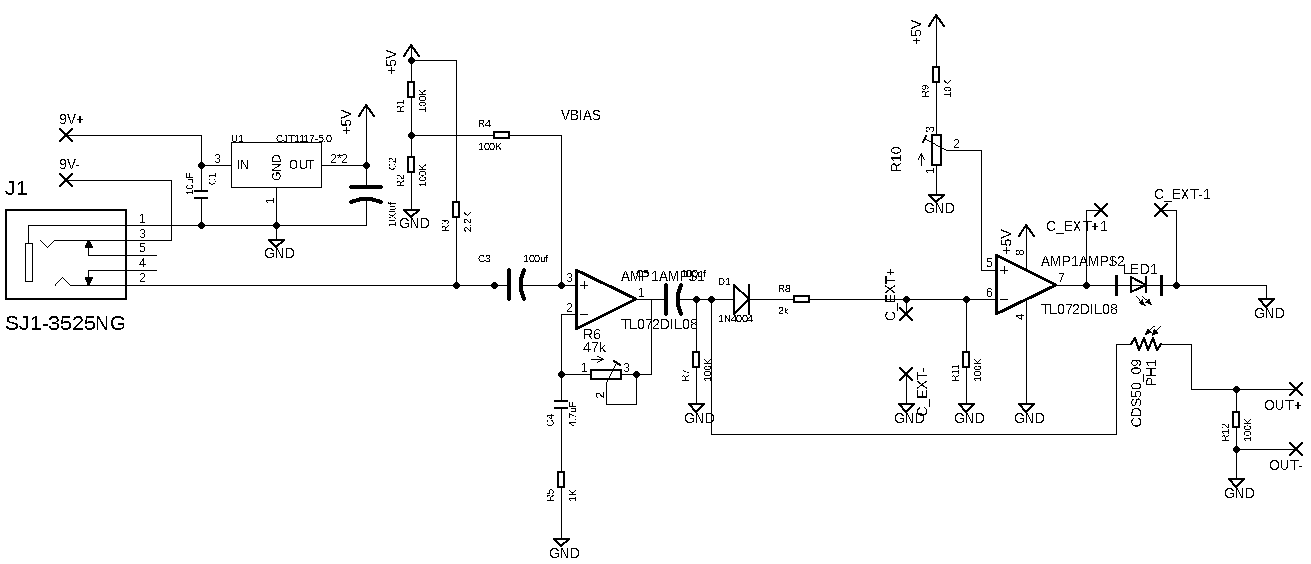 9V+
9V-
J1
SJ1-3525NG
1
3
5
4
2
10uF
C1
U1
CJT1117-5.0
3
IN
GND
OUT
2*2
1
GND
+5V
100uf
C2
+5V
R1
100K
R2
100K
GND
R3
2.2K
R4
100K
VBIAS
C3
100uf
3
2
1
AMP1AMP$1
TL072DIL08
R6
47k
1
3
2
C4
4.7uF
R5
1K
GND
100uf
R7
100K
GND
D1
1N4004
R8
2k
C_EXT+
C_EXT-
GND
R11
100K
GND
+5V
R9
10K
R10
3
2
1
GND
5
6
7
+5V
8
4
AMP1AMP$2
TL072DIL08
GND
C_EXT+1
C_EXT-1
LED1
GND
CDS50_09
PH1
OUT+
R12
100K
OUT-
GND